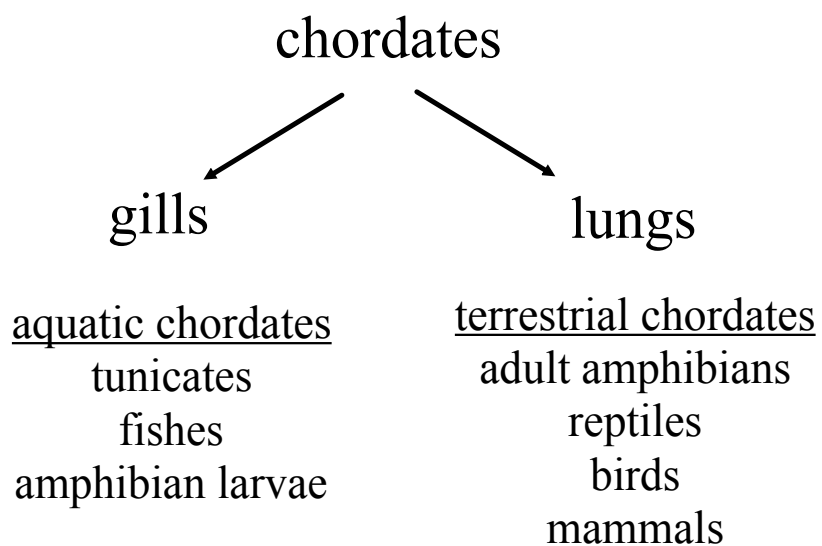 chordates
gills
lungs
aquatic chordates
tunicates
fishes
amphibian larvae
terrestrial chordates
adult amphibians
reptiles
birds
mammals